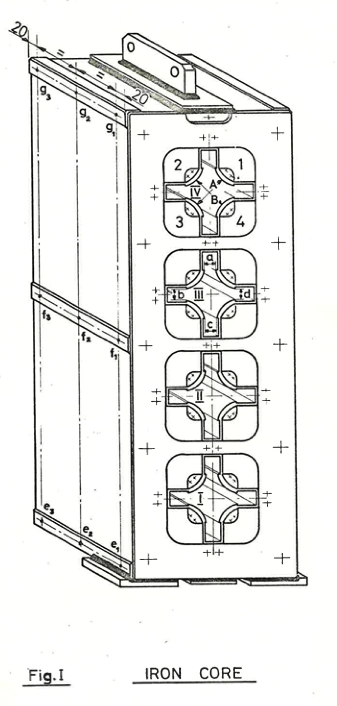 20
=
=
20
g₃
g₂
g₁
2
1
IV
A
B
3
4
a
b
III
d
c
f₃
f₂
f₁
II
I
e₃
e₂
e₁
Fig. I
IRON CORE